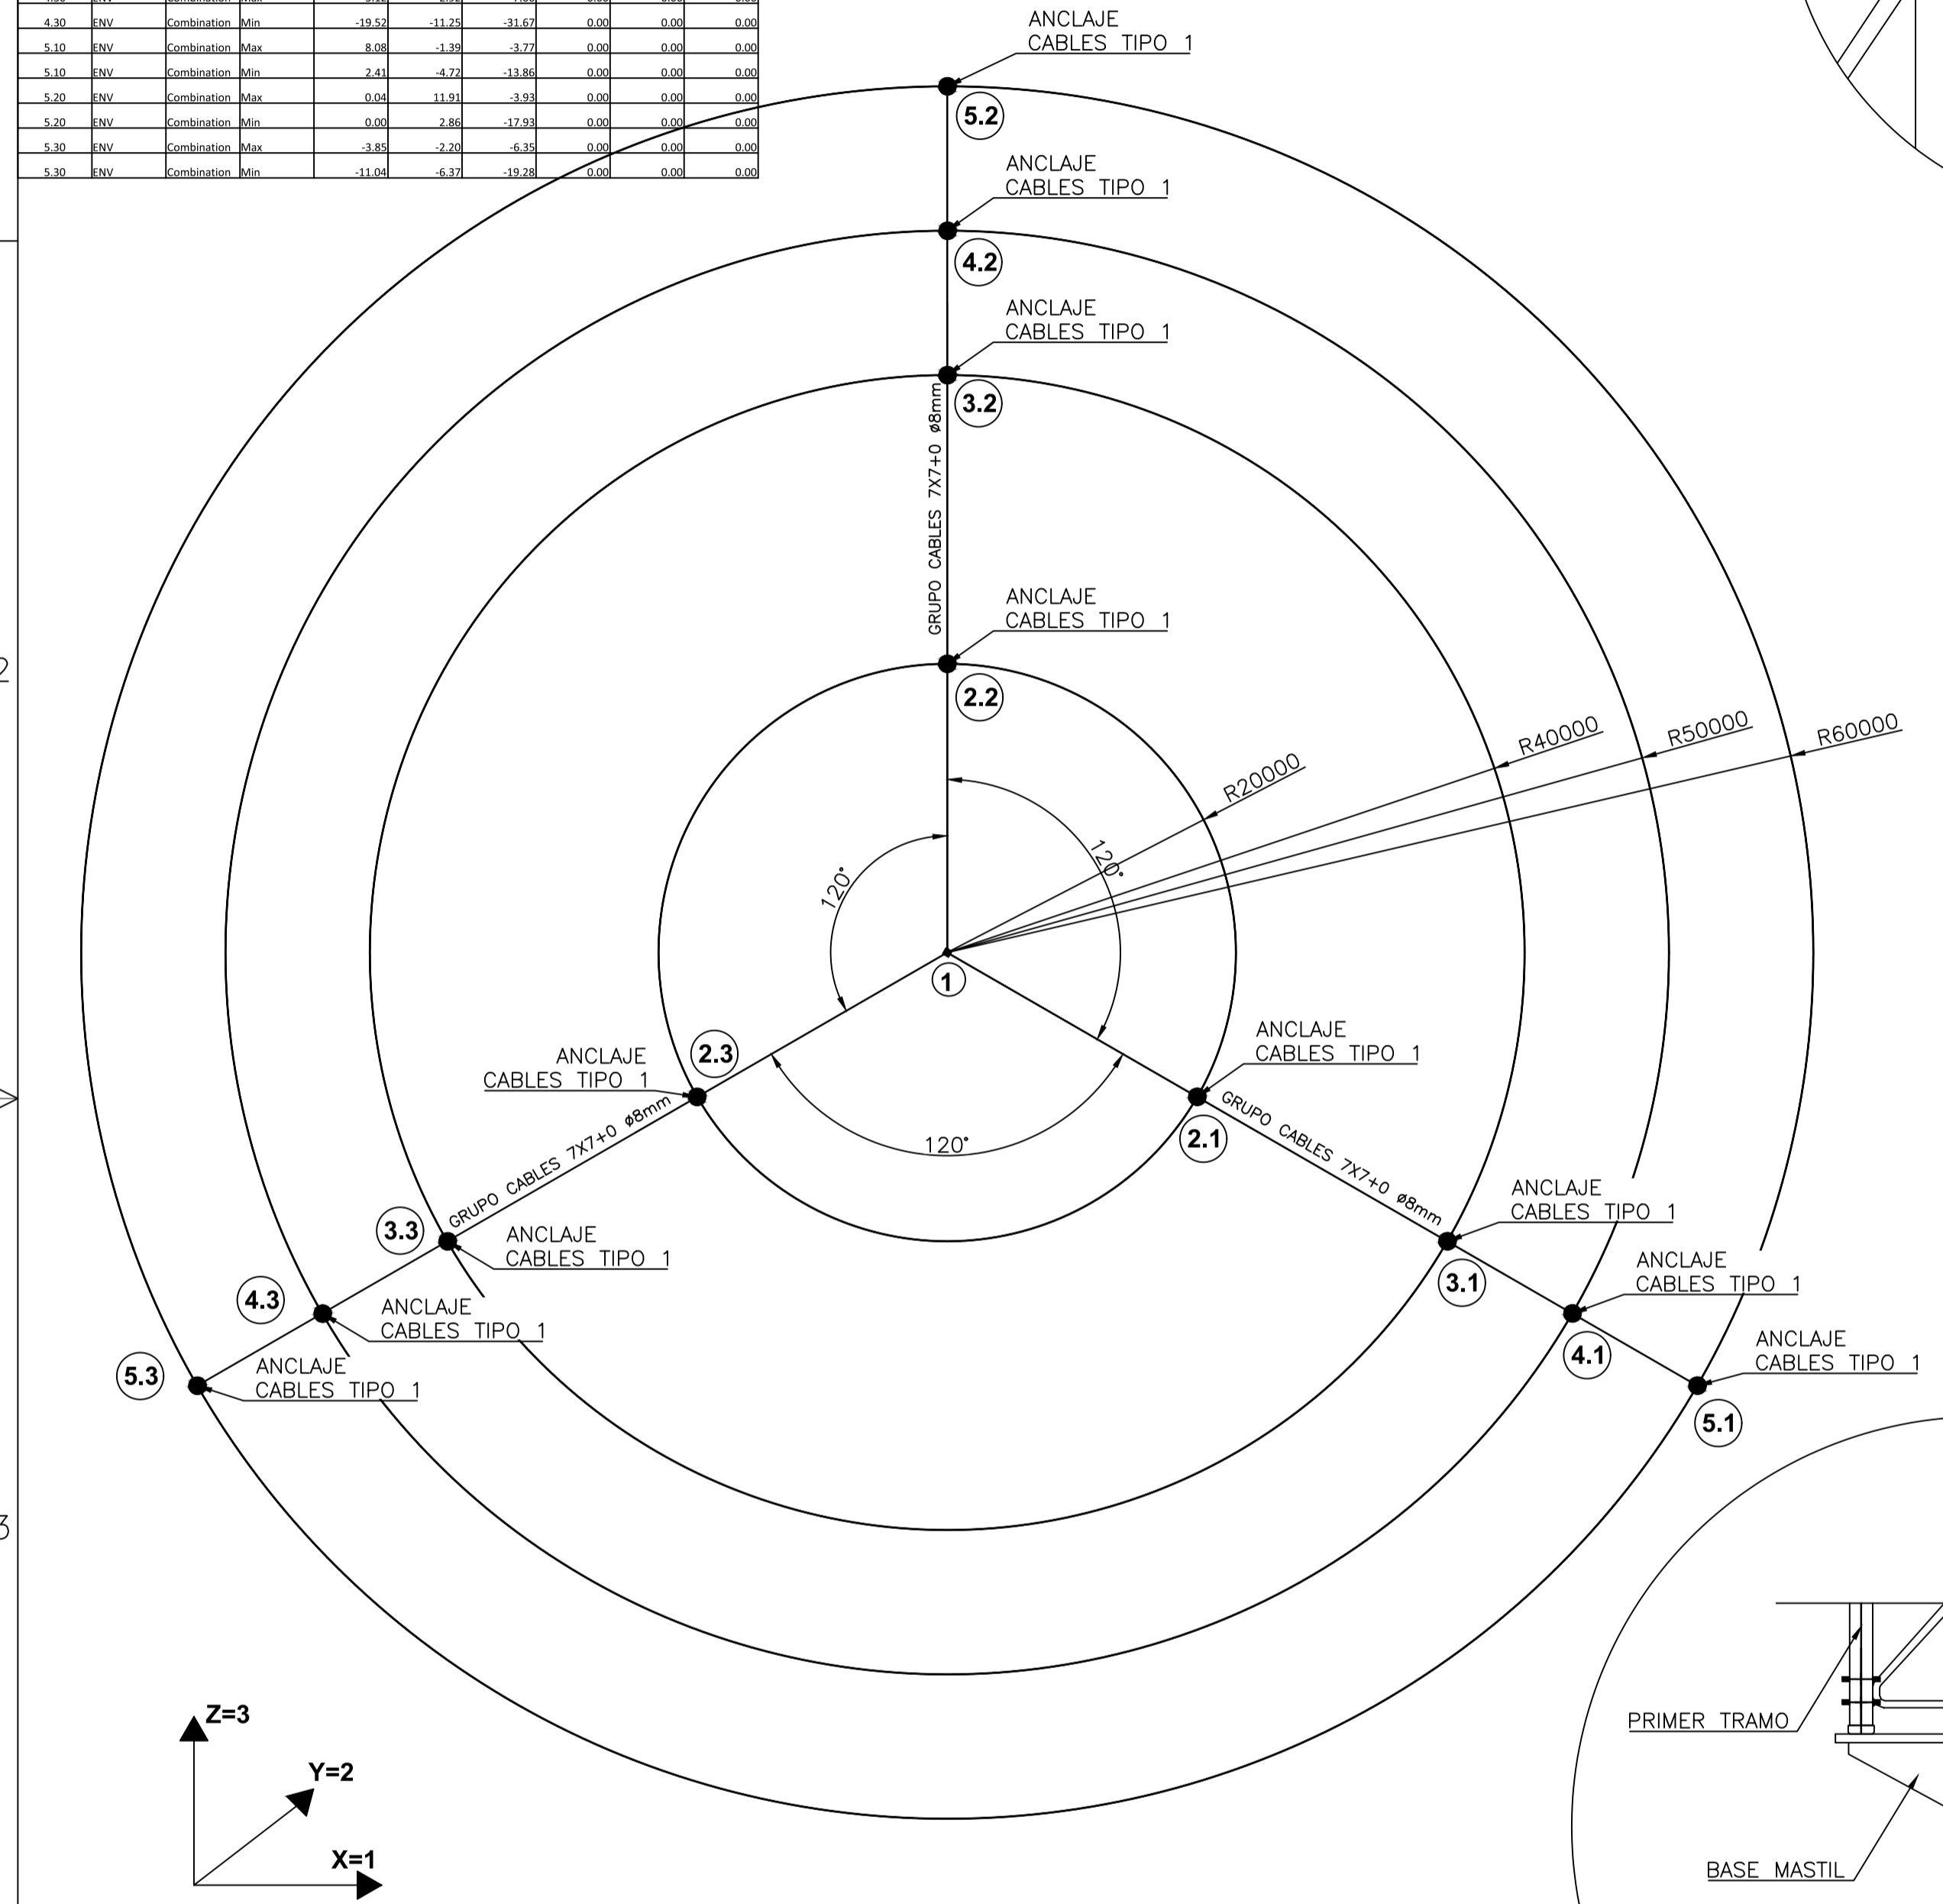 4.30 ENV Combination Min -19.52 -11.25 -31.67 0.00 0.00 0.00
5.10 ENV Combination Max 8.08 -1.39 -3.77 0.00 0.00 0.00
5.10 ENV Combination Min 2.41 -4.72 -13.86 0.00 0.00 0.00
5.20 ENV Combination Max 0.04 11.91 -3.93 0.00 0.00 0.00
5.20 ENV Combination Min 0.00 2.86 -17.93 0.00 0.00 0.00
5.30 ENV Combination Max -3.85 -2.20 -6.35 0.00 0.00 0.00
5.30 ENV Combination Min -11.04 -6.37 -19.28 0.00 0.00 0.00
ANCLAJE
CABLES TIPO 1
5.2
ANCLAJE
CABLES TIPO 1
4.2
ANCLAJE
CABLES TIPO 1
3.2
GRUPO CABLES 7X7+0 ø8mm
ANCLAJE
CABLES TIPO 1
2.2
2
R20000
R40000
R50000
R60000
120°
120°
1
2.3
ANCLAJE
CABLES TIPO 1
ANCLAJE
CABLES TIPO 1
2.1
120°
GRUPO CABLES 7X7+0 ø8mm
GRUPO CABLES 7X7+0 ø8mm
3.3
ANCLAJE
CABLES TIPO 1
ANCLAJE
CABLES TIPO 1
3.1
4.3
ANCLAJE
CABLES TIPO 1
ANCLAJE
CABLES TIPO 1
4.1
5.3
ANCLAJE
CABLES TIPO 1
ANCLAJE
CABLES TIPO 1
5.1
3
Z=3
Y=2
X=1
PRIMER TRAMO
BASE MASTIL